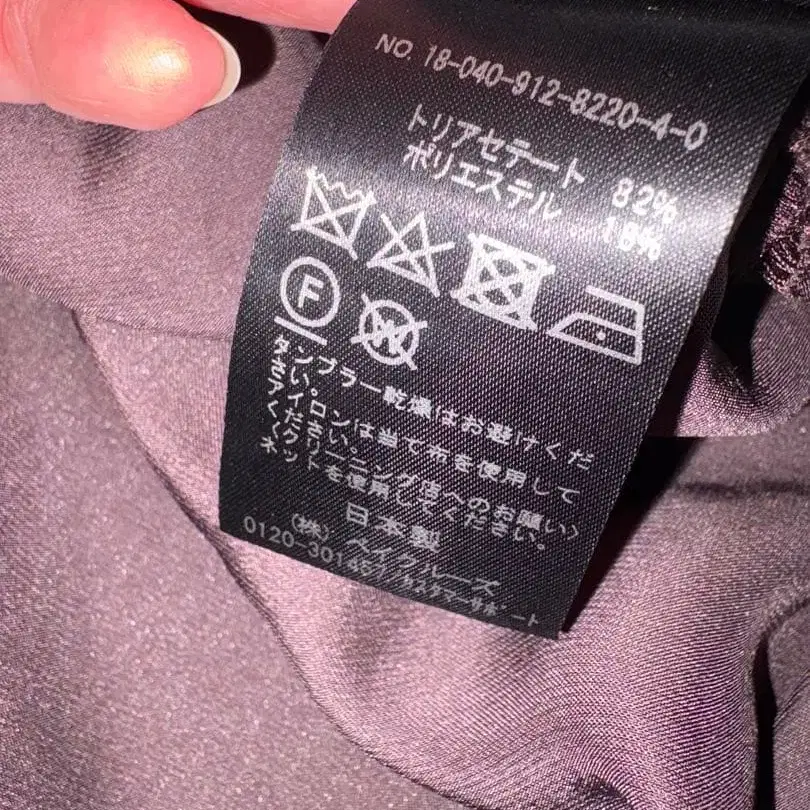 NO. 18-040-912-8220-4-0
トリアセテート 82%
ポリエステル 18%
F
W
タンブラー乾燥はお避けくだ
さい。
アイロンは当て布を使用して
ください。
〈クリーニング店へのお願い〉
ネットを使用してください。
日本製
(株) ベイクルーズ
0120-301457 カスタマーサポート